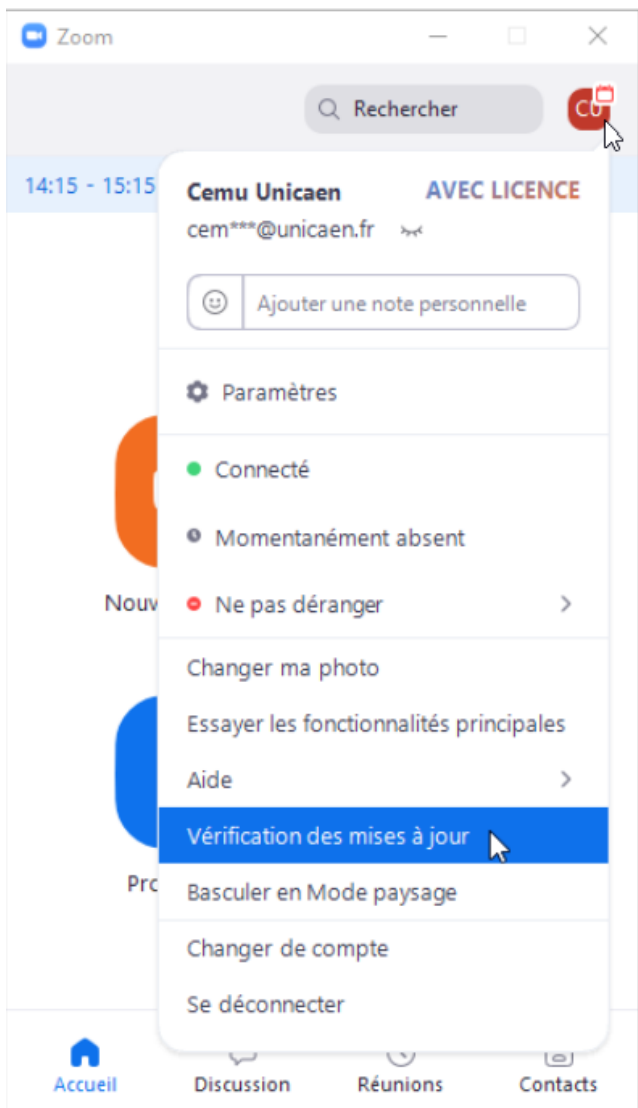 Zoom
Rechercher
CU
14:15 - 15:15
Cemu Unicaen
AVEC LICENCE
cem***@unicaen.fr
Ajouter une note personnelle
Paramètres
Connecté
Momentanément absent
Nouv
Ne pas déranger
Changer ma photo
Essayer les fonctionnalités principales
Aide
Vérification des mises à jour
Pro
Basculer en Mode paysage
Changer de compte
Se déconnecter
Accueil
Discussion
Réunions
Contacts